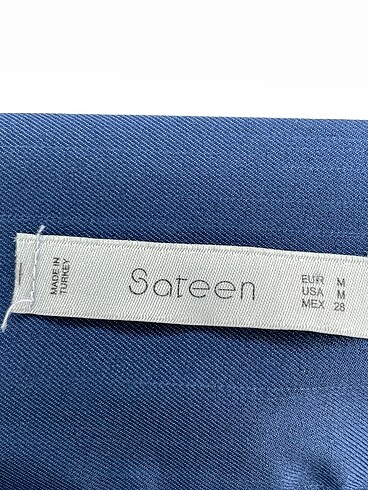 MADE IN
TURKEY
Sateen
EUR M
USA M
MEX 28